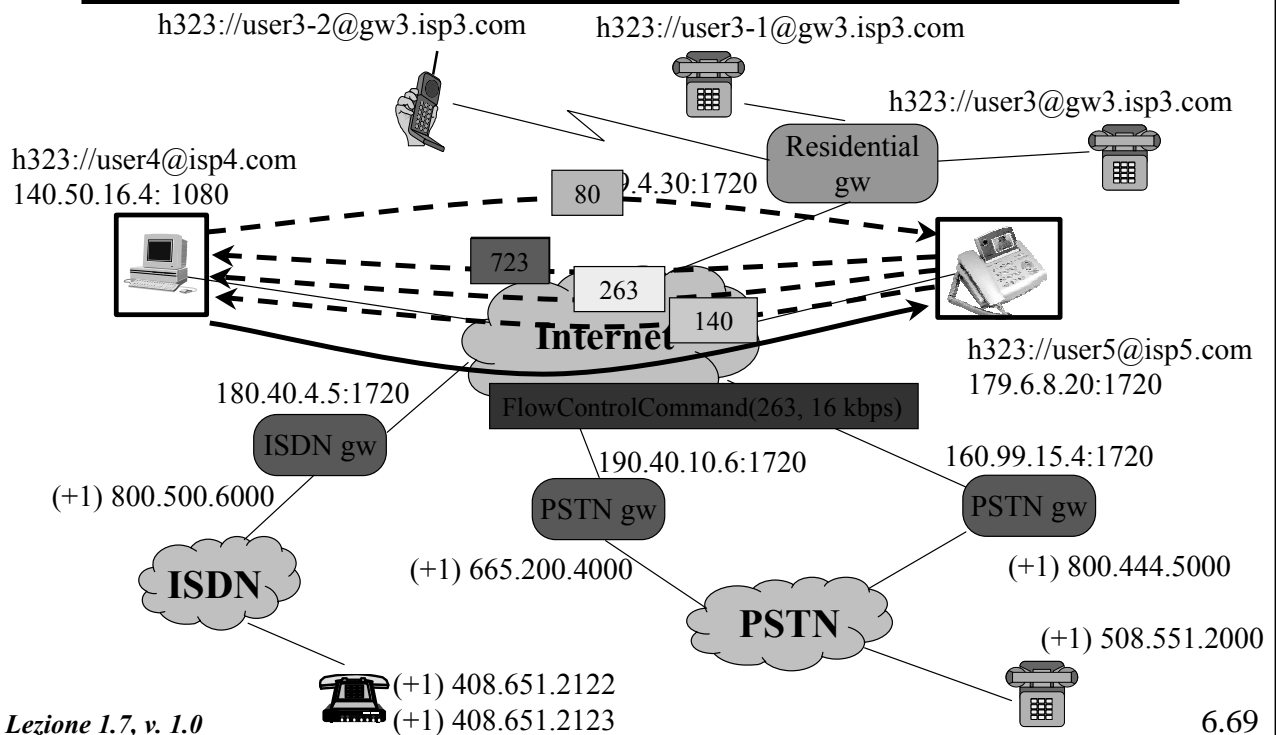 h323://user3-2@gw3.isp3.com
h323://user3-1@gw3.isp3.com
h323://user3@gw3.isp3.com
Residential
gw
h323://user4@isp4.com
140.50.16.4: 1080
80
9.4.30:1720
723
263
140
Internet
h323://user5@isp5.com
179.6.8.20:1720
180.40.4.5:1720
FlowControlCommand(263, 16 kbps)
ISDN gw
190.40.10.6:1720
160.99.15.4:1720
(+1) 800.500.6000
PSTN gw
PSTN gw
(+1) 665.200.4000
(+1) 800.444.5000
ISDN
PSTN
(+1) 508.551.2000
(+1) 408.651.2122
(+1) 408.651.2123
Lezione 1.7, v. 1.0
6.69